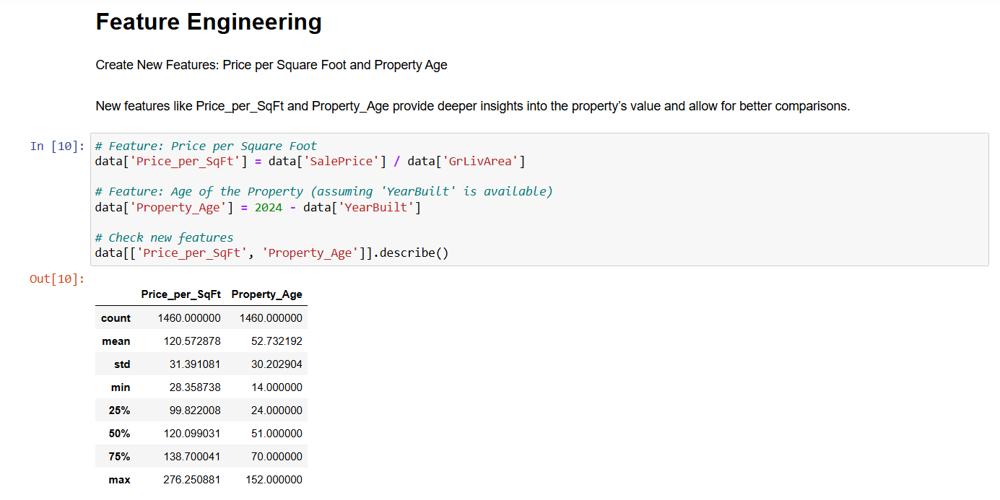 Feature Engineering
Create New Features: Price per Square Foot and Property Age
New features like Price_per_SqFt and Property_Age provide deeper insights into the property’s value and allow for better comparisons.
In [10]: # Feature: Price per Square Foot
data['Price_per_SqFt'] = data['SalePrice'] / data['GrLivArea']
# Feature: Age of the Property (assuming 'YearBuilt' is available)
data['Property_Age'] = 2024 - data['YearBuilt']
# Check new features
data[['Price_per_SqFt', 'Property_Age']].describe()
Out[10]:
Price_per_SqFt Property_Age
count 1460.000000 1460.000000
mean 120.572878 52.732192
std 31.391081 30.202904
min 28.358738 14.000000
25% 99.822008 24.000000
50% 120.099031 51.000000
75% 138.700041 70.000000
max 276.250881 152.000000